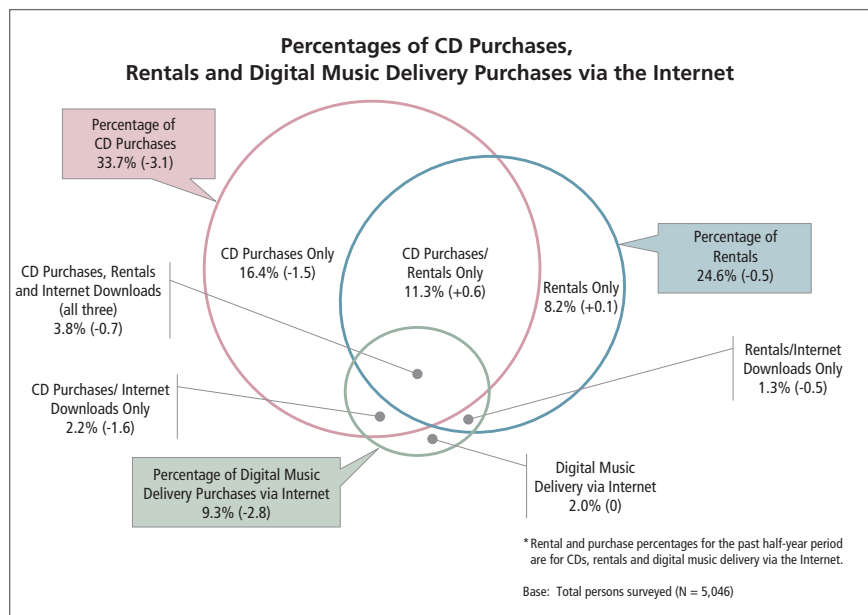 Percentages of CD Purchases,
Rentals and Digital Music Delivery Purchases via the Internet
Percentage of
CD Purchases
33.7% (-3.1)
CD Purchases Only
16.4% (-1.5)
CD Purchases/
Rentals Only
11.3% (+0.6)
Rentals Only
8.2% (+0.1)
Percentage of
Rentals
24.6% (-0.5)
CD Purchases, Rentals
and Internet Downloads
(all three)
3.8% (-0.7)
Rentals/Internet
Downloads Only
1.3% (-0.5)
CD Purchases/ Internet
Downloads Only
2.2% (-1.6)
Percentage of Digital Music
Delivery Purchases via Internet
9.3% (-2.8)
Digital Music
Delivery via Internet
2.0% (0)
* Rental and purchase percentages for the past half-year period
are for CDs, rentals and digital music delivery via the Internet.
Base: Total persons surveyed (N = 5,046)